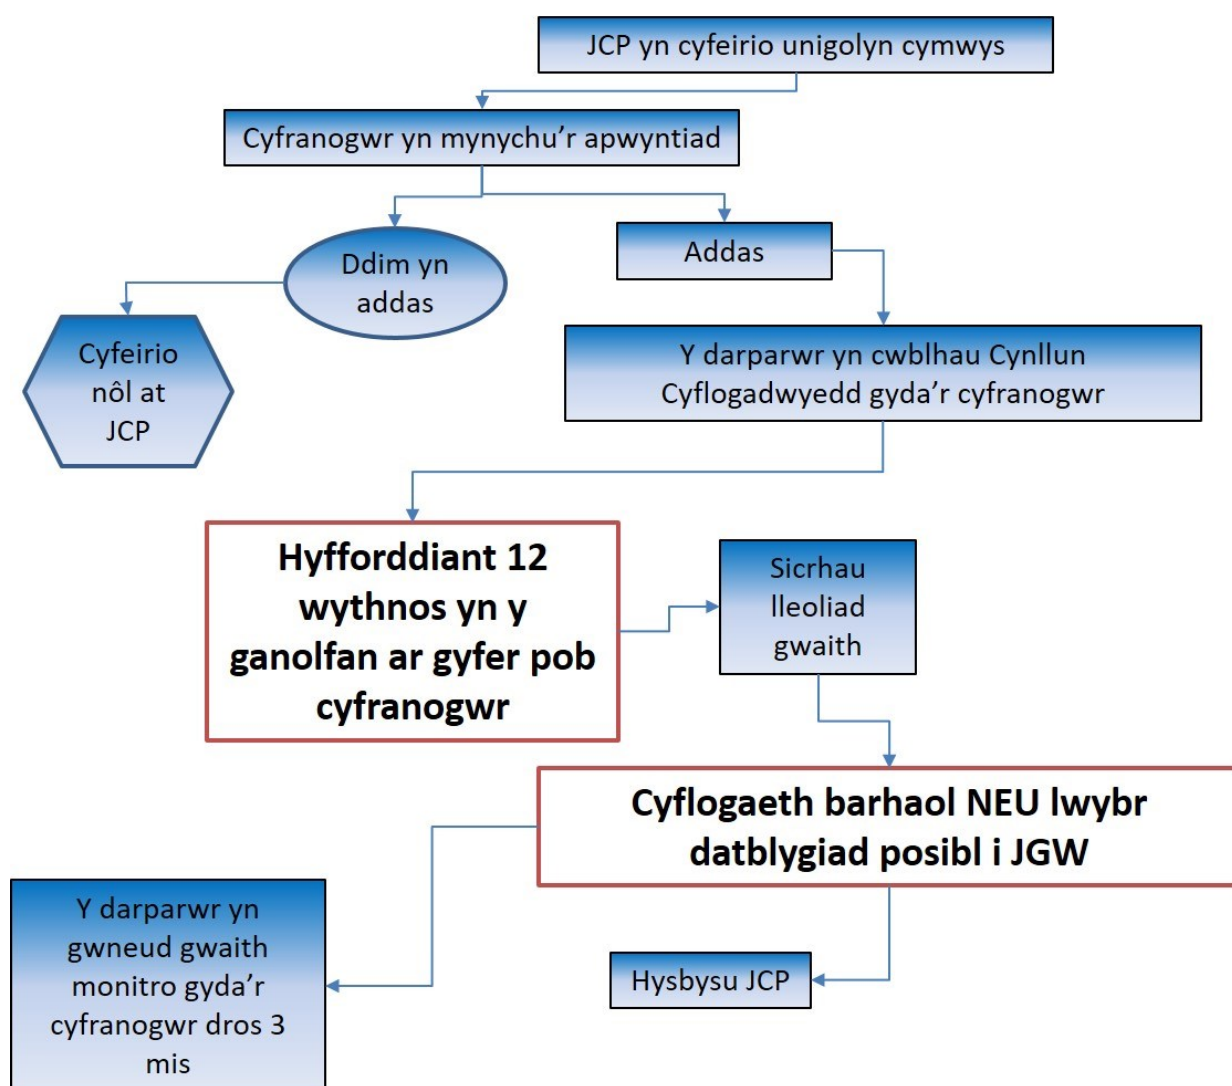 JCP yn cyfeirio unigolyn cymwys
Cyfranogwr yn mynychu’r apwyntiad
Ddim yn
addas
Addas
Cyfeirio
nôl at
JCP
Y darparwr yn cwblhau Cynllun
Cyflogadwyedd gyda’r cyfranogwr
Hyfforddiant 12
wythnos yn y
ganolfan ar gyfer pob
cyfranogwr
Sicrhau
lleoliad
gwaith
Cyflogaeth barhaol NEU lwybr
datblygiad posibl i JGW
Y darparwr yn
gwneud gwaith
monitro gyda’r
cyfranogwr dros 3
mis
Hysbysu JCP